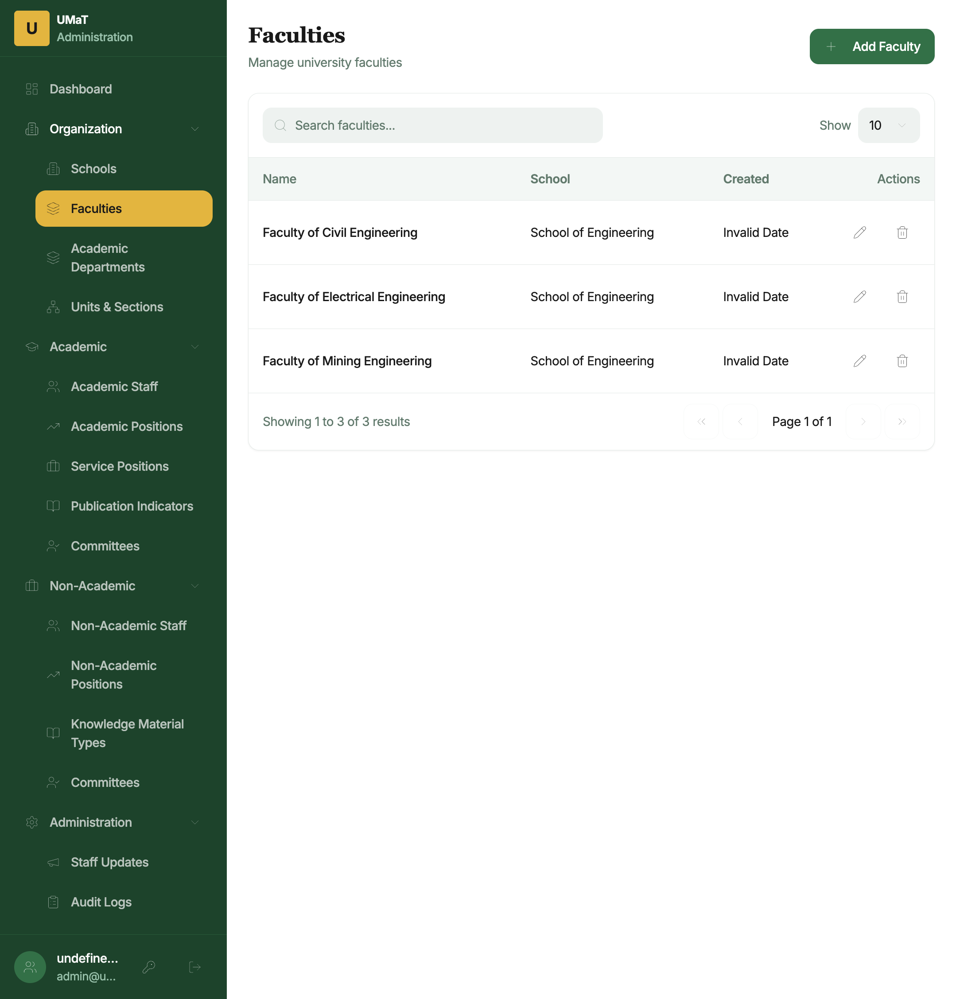 U
UMaT
Administration
Dashboard
Organization
Schools
Faculties
Academic
Departments
Units & Sections
Academic
Academic Staff
Academic Positions
Service Positions
Publication Indicators
Committees
Non-Academic
Non-Academic Staff
Non-Academic
Positions
Knowledge Material
Types
Committees
Administration
Staff Updates
Audit Logs
undefine...
admin@u...
Faculties
Manage university faculties
Add Faculty
Search faculties...
Show 10
Name School Created Actions
Faculty of Civil Engineering School of Engineering Invalid Date
Faculty of Electrical Engineering School of Engineering Invalid Date
Faculty of Mining Engineering School of Engineering Invalid Date
Showing 1 to 3 of 3 results Page 1 of 1